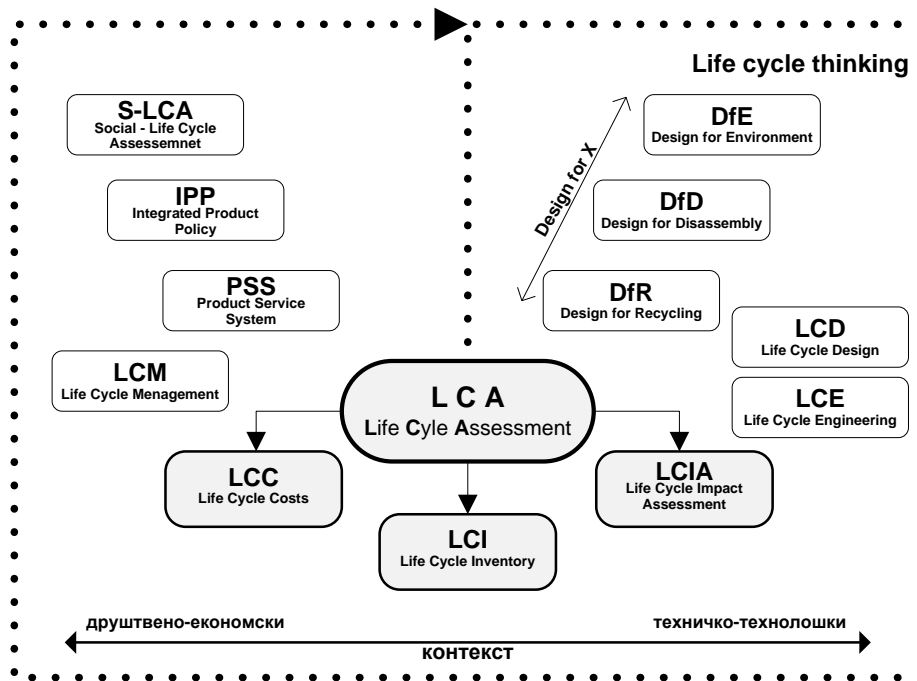 Life cycle thinking
S-LCA
Social - Life Cycle
Assessemnet
IPP
Integrated Product
Policy
PSS
Product Service
System
LCM
Life Cycle Menagement
Design for X
DfE
Design for Environment
DfD
Design for Disassembly
DfR
Design for Recycling
LCD
Life Cycle Design
LCE
Life Cycle Engineering
L C A
Life Cyle Assessment
LCC
Life Cycle Costs
LCI
Life Cycle Inventory
LCIA
Life Cycle Impact
Assessment
друштвено-економски
техничко-технолошки
контекст